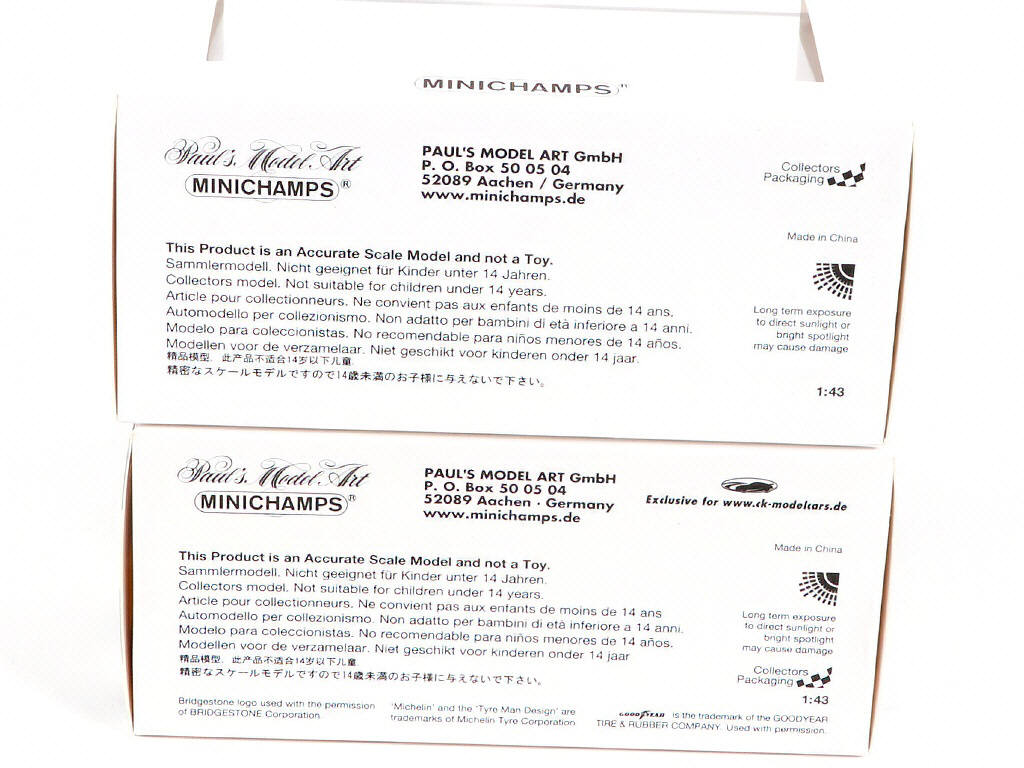 MINICHAMPS
Paul's Model Art
MINICHAMPS®
PAUL'S MODEL ART GmbH
P. O. Box 50 05 04
52089 Aachen / Germany
www.minichamps.de
Collectors
Packaging
This Product is an Accurate Scale Model and not a Toy.
Sammlermodell. Nicht geeignet für Kinder unter 14 Jahren.
Collectors model. Not suitable for children under 14 years.
Article pour collectionneurs. Ne convient pas aux enfants de moins de 14 ans.
Automodello per collezionismo. Non adatto per bambini di età inferiore a 14 anni.
Modelo para coleccionistas. No recomendable para niños menores de 14 años.
Modellen voor de verzamelaar. Niet geschikt voor kinderen onder 14 jaar.
精品模型. 此产品不适合14岁以下儿童.
精密なスケールモデルですので14歳未満のお子様に与えないで下さい。
Made in China
Long term exposure
to direct sunlight or
bright spotlight
may cause damage
1:43
Paul's Model Art
MINICHAMPS®
PAUL'S MODEL ART GmbH
P. O. Box 50 05 04
52089 Aachen · Germany
www.minichamps.de
Exclusive for www.ck-modelcars.de
This Product is an Accurate Scale Model and not a Toy.
Sammlermodell. Nicht geeignet für Kinder unter 14 Jahren.
Collectors model. Not suitable for children under 14 years.
Article pour collectionneurs. Ne convient pas aux enfants de moins de 14 ans
Automodello per collezionismo. Non adatto per bambini di età inferiore a 14 anni.
Modelo para coleccionistas. No recomendable para niños menores de 14 años.
Modellen voor de verzamelaar. Niet geschikt voor kinderen onder 14 jaar
精品模型. 此产品不适合14岁以下儿童
精密なスケールモデルですので14歳未満のお子様に与えないで下さい。
Made in China
Long term exposure
to direct sunlight or
bright spotlight
may cause damage
Collectors
Packaging
1:43
Bridgestone logo used with the permission
of BRIDGESTONE Corporation.
'Michelin' and the 'Tyre Man Design' are
trademarks of Michelin Tyre Corporation
GOODYEAR is the trademark of the GOODYEAR
TIRE & RUBBER COMPANY. Used with permission.